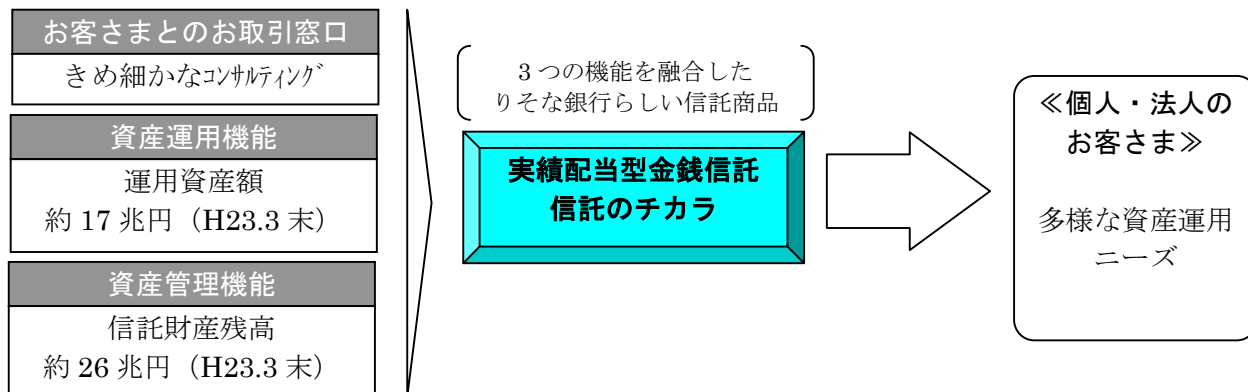 お客さまとのお取引窓口
きめ細かなｺﾝｻﾙﾃｨﾝｸﾞ
資産運用機能
運用資産額
約 17 兆円（H23.3 末）
資産管理機能
信託財産残高
約 26 兆円（H23.3 末）
3 つの機能を融合した
りそな銀行らしい信託商品
実績配当型金銭信託
信託のチカラ
≪個人・法人の
お客さま≫
多様な資産運用
ニーズ